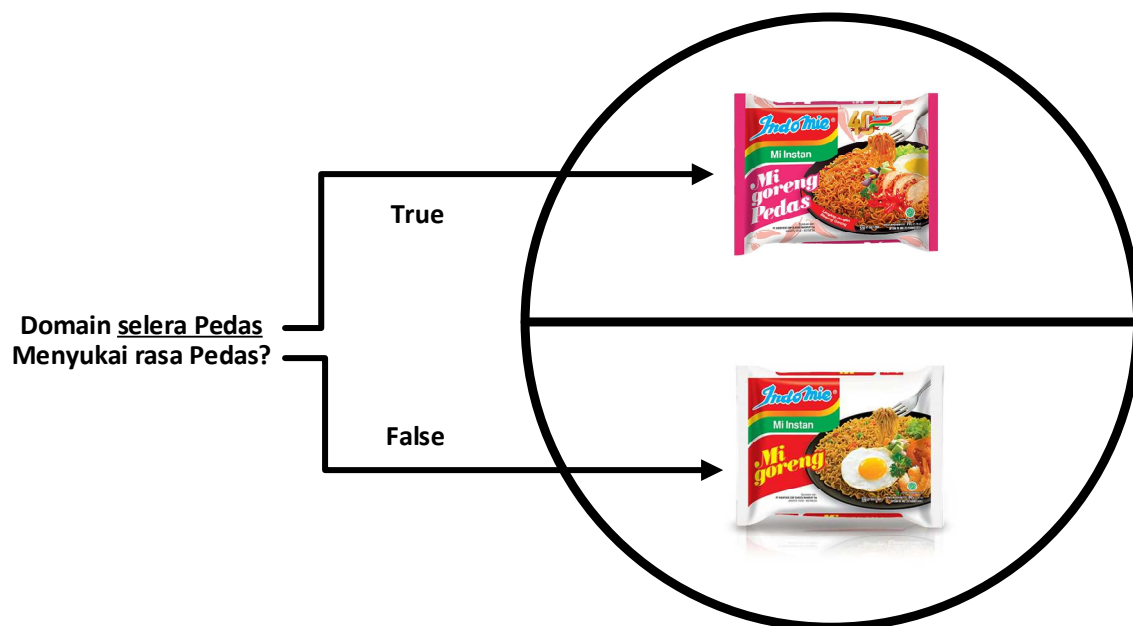 Indomie
40
Mi Instan
Mi
goreng
Pedas
True
Domain selera Pedas
Menyukai rasa Pedas?
False
Indomie
Mi Instan
Mi
goreng